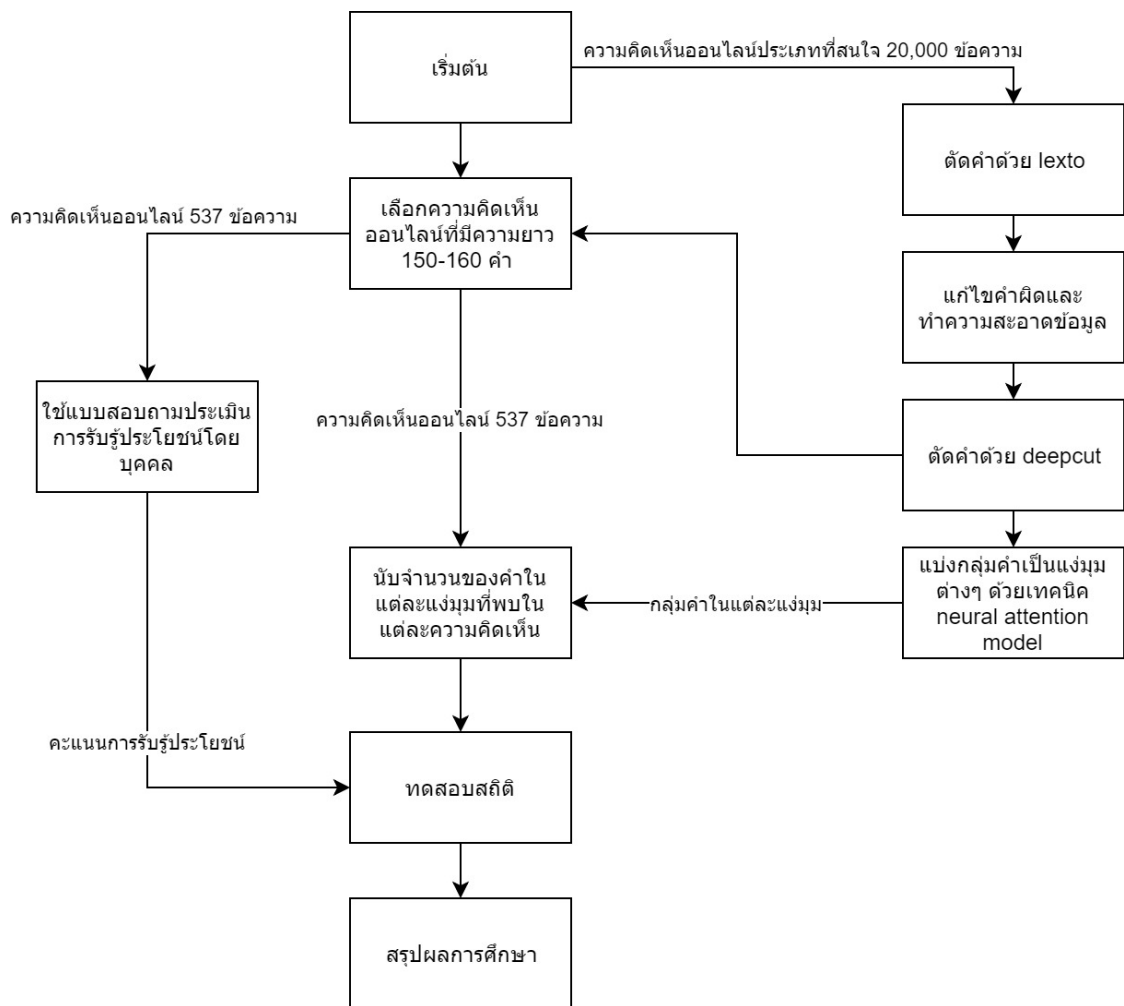 เริ่มต้น
ความคิดเห็นออนไลน์ประเภทที่สนใจ 20,000 ข้อความ
ตัดคำด้วย lexto
ความคิดเห็นออนไลน์ 537 ข้อความ
เลือกความคิดเห็น
ออนไลน์ที่มีความยาว
150-160 คำ
แก้ไขคำผิดและ
ทำความสะอาดข้อมูล
ใช้แบบสอบถามประเมิน
การรับรู้ประโยชน์โดย
บุคคล
ความคิดเห็นออนไลน์ 537 ข้อความ
ตัดคำด้วย deepcut
นับจำนวนของคำใน
แต่ละแง่มุมที่พบใน
แต่ละความคิดเห็น
กลุ่มคำในแต่ละแง่มุม
แบ่งกลุ่มคำเป็นแง่มุม
ต่างๆ ด้วยเทคนิค
neural attention
model
คะแนนการรับรู้ประโยชน์
ทดสอบสถิติ
สรุปผลการศึกษา